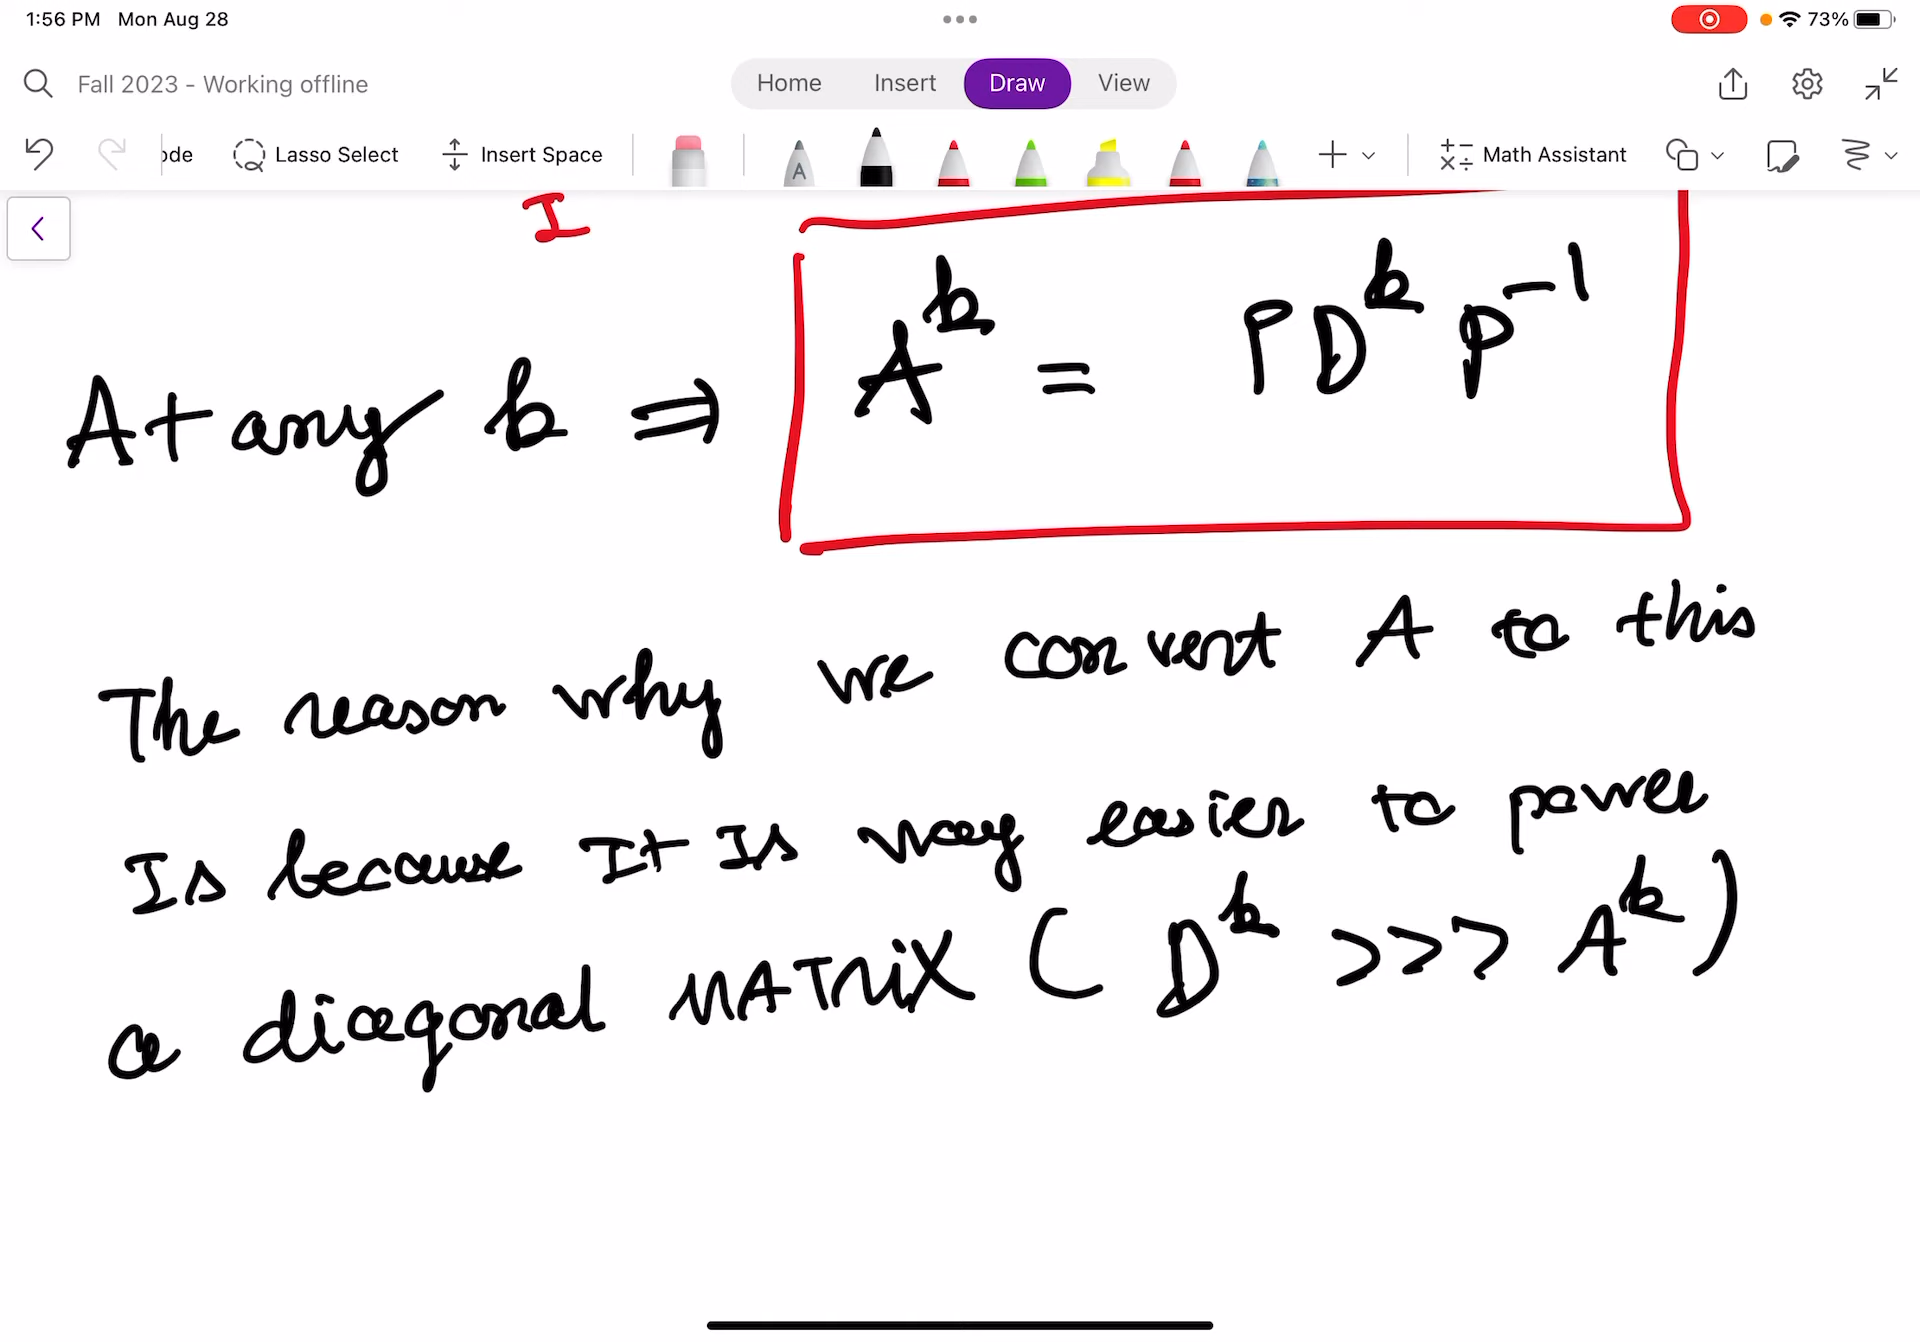 1:56 PM Mon Aug 28 73%
Fall 2023 - Working offline Home Insert Draw View
ode Lasso Select Insert Space A Math Assistant
I
At any k ⇒ A^k = PD^k P^-1
The reason why we convert A to this
Is because It Is way easier to power
a diagonal MATRiX ( D^k >>> A^k )